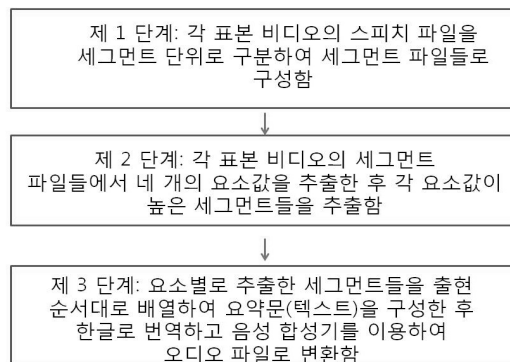 제 1 단계: 각 표본 비디오의 스피치 파일을
세그먼트 단위로 구분하여 세그먼트 파일들로
구성함
제 2 단계: 각 표본 비디오의 세그먼트
파일들에서 네 개의 요소값을 추출한 후 각 요소값이
높은 세그먼트들을 추출함
제 3 단계: 요소별로 추출한 세그먼트들을 출현
순서대로 배열하여 요약문(텍스트)을 구성한 후
한글로 번역하고 음성 합성기를 이용하여
오디오 파일로 변환함